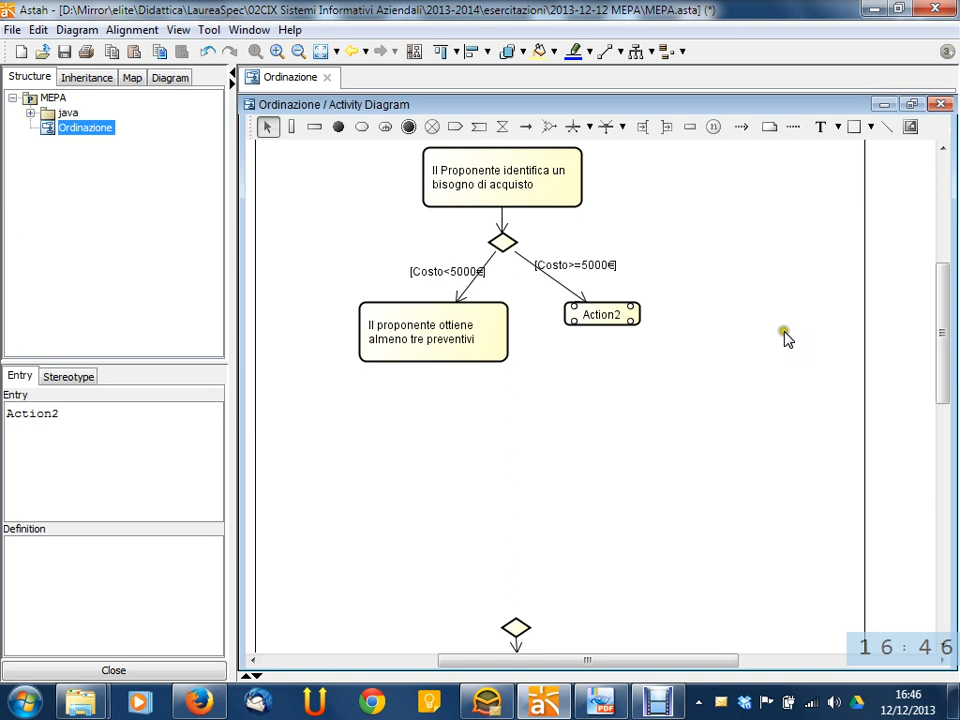 Astah - [D:\Mirror\elite\Didattica\LaureaSpec\02CIX Sistemi Informativi Aziendali\2013-2014\esercitazioni\2013-12-12 MEPA\MEPA.asta] (*)
File Edit Diagram Alignment View Tool Window Help
3
Structure Inheritance Map Diagram
Ordinazione
MEPA
java
Ordinazione
Ordinazione / Activity Diagram
n
T
Il Proponente identifica un
bisogno di acquisto
[Costo<5000€]
[Costo>=5000€]
Il proponente ottiene
almeno tre preventivi
Action2
Entry Stereotype
Entry
Action2
Definition
Close
16:46
PDF
16:46
12/12/2013